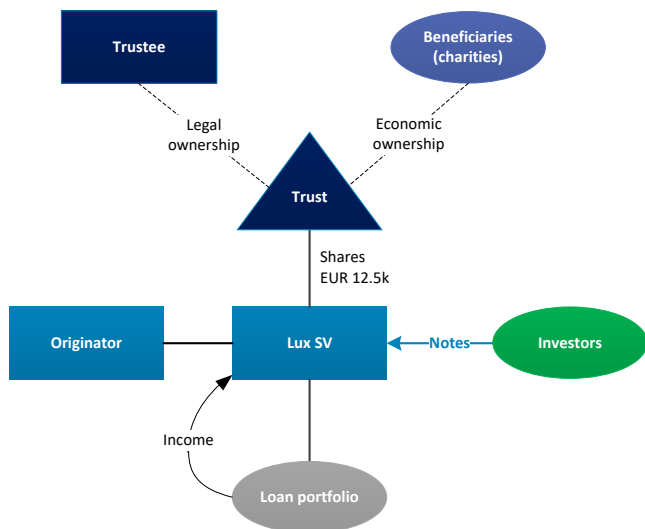 Trustee
Beneficiaries
(charities)
Legal
ownership
Economic
ownership
Trust
Shares
EUR 12.5k
Originator
Lux SV
Notes
Investors
Income
Loan portfolio